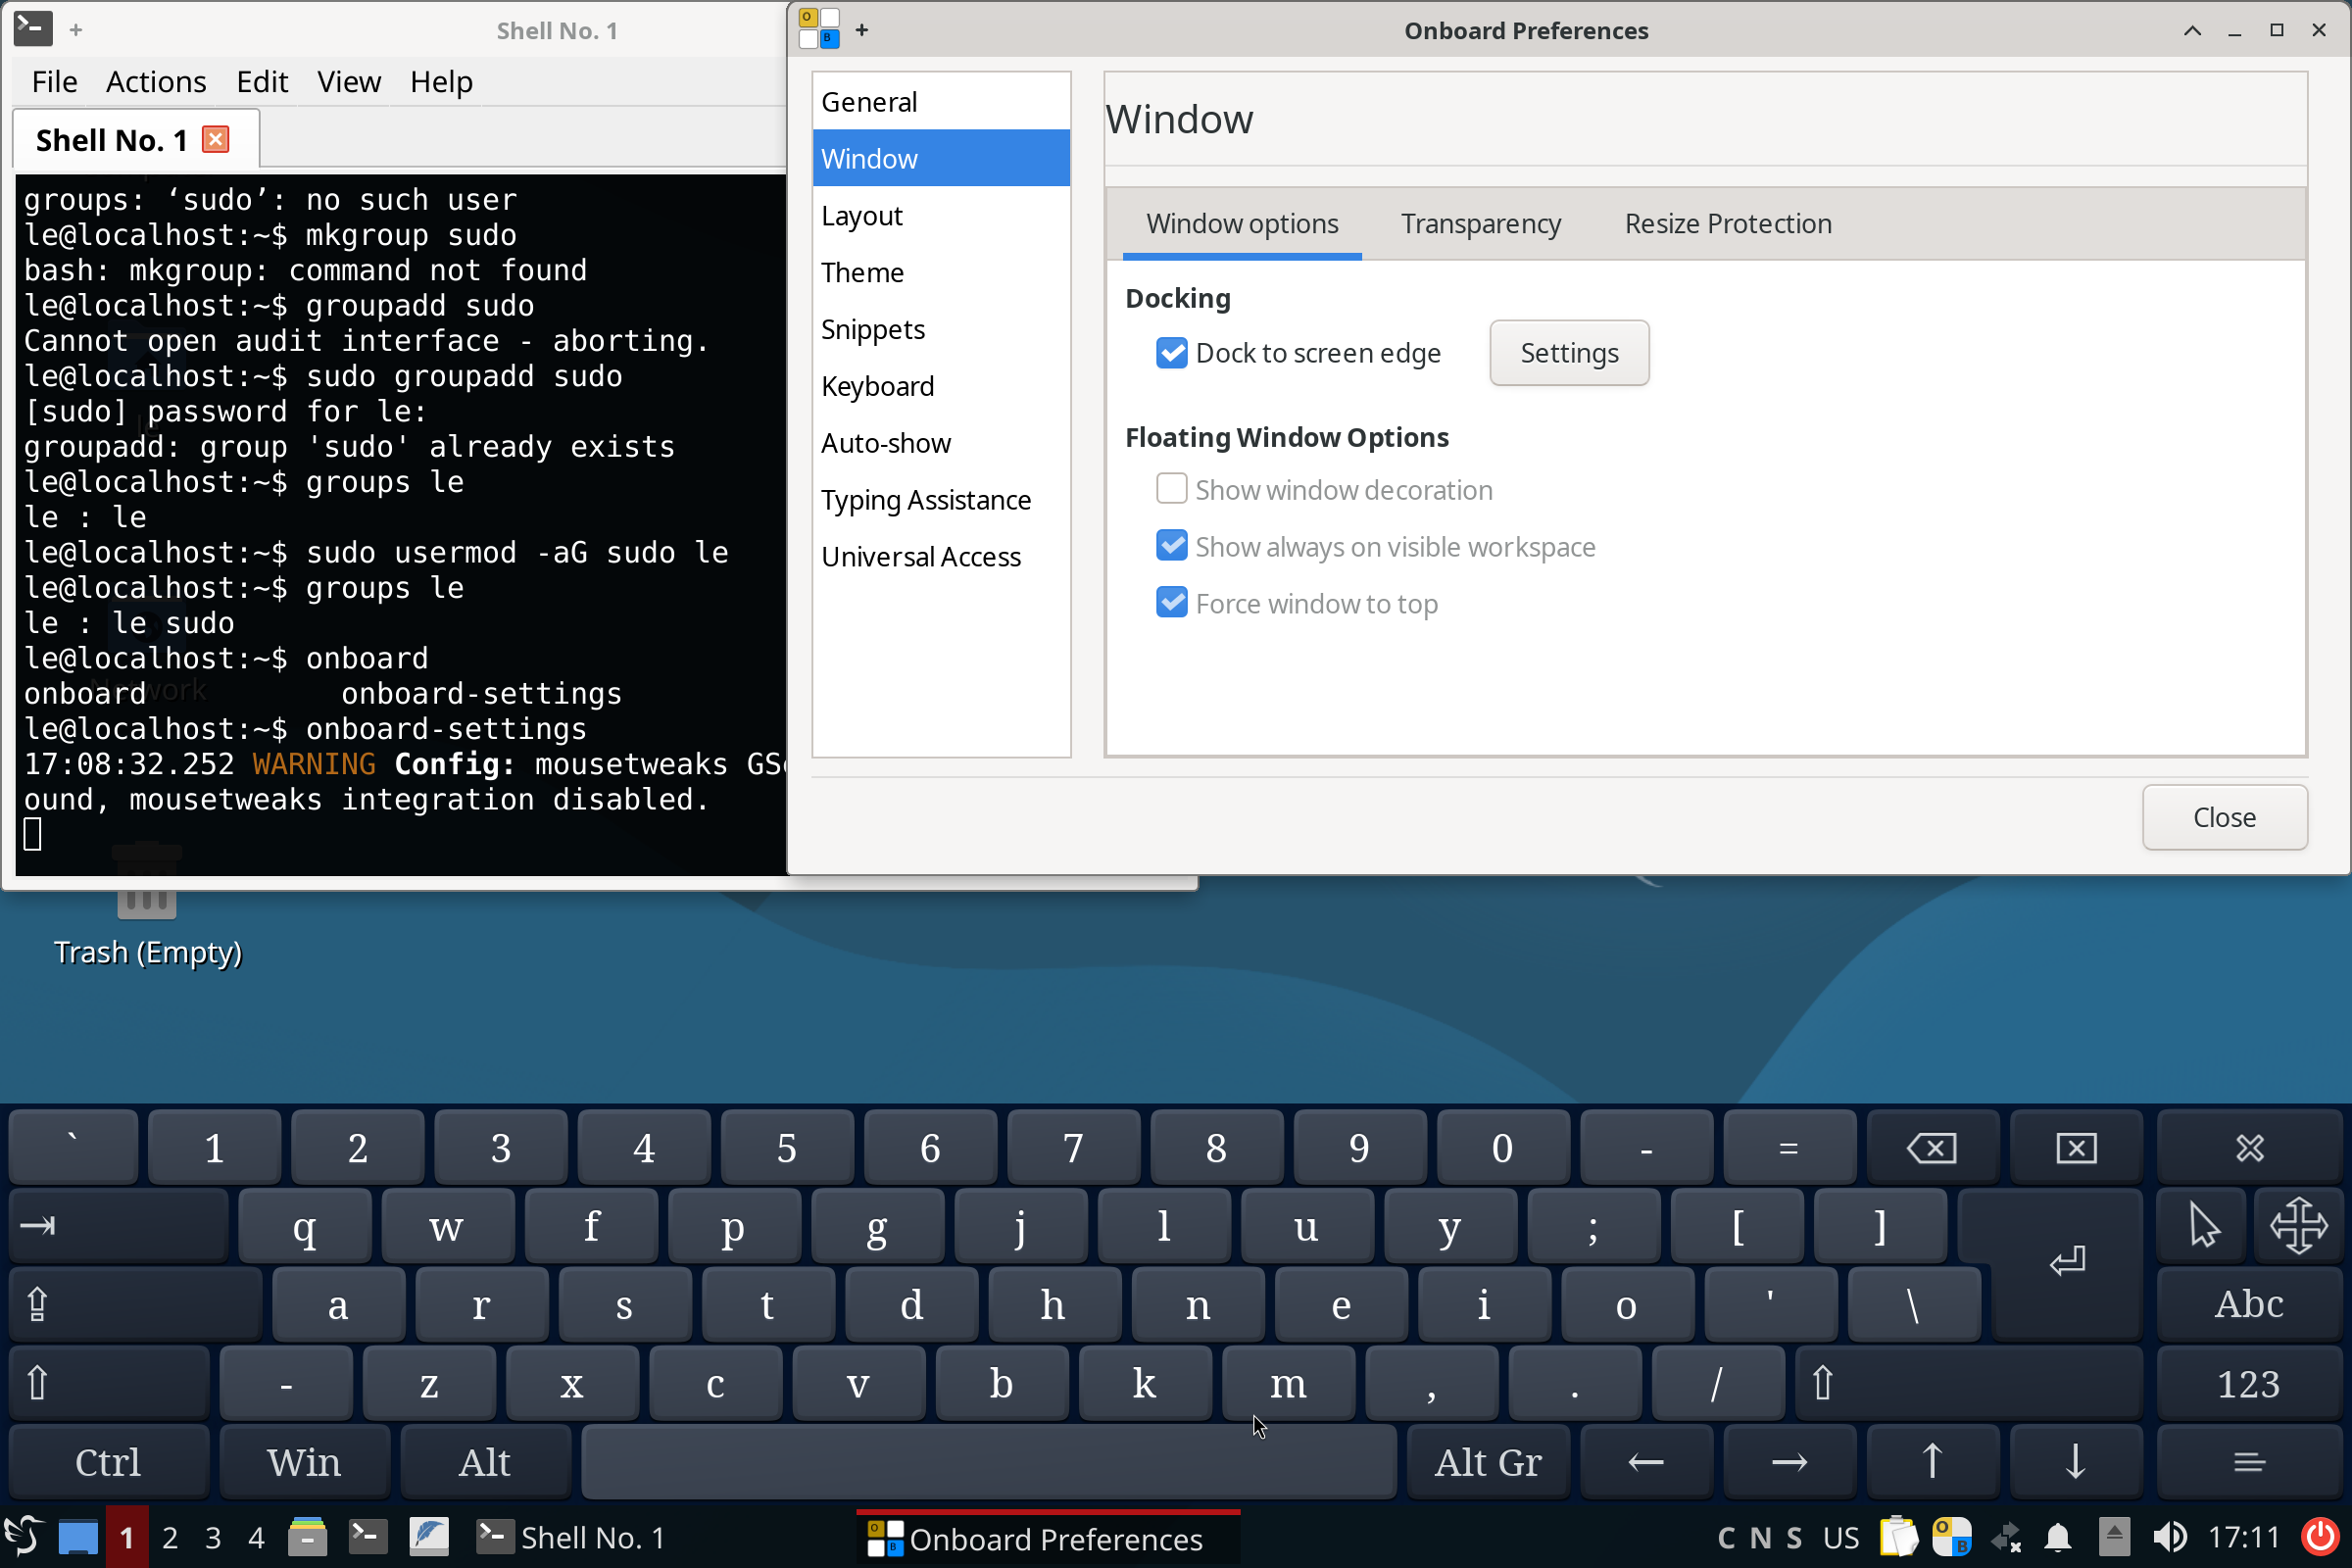 Shell No. 1
File Actions Edit View Help
Shell No. 1
groups: ‘sudo’: no such user
le@localhost:~$ mkgroup sudo
bash: mkgroup: command not found
le@localhost:~$ groupadd sudo
Cannot open audit interface - aborting.
le@localhost:~$ sudo groupadd sudo
[sudo] password for le:
groupadd: group 'sudo' already exists
le@localhost:~$ groups le
le : le
le@localhost:~$ sudo usermod -aG sudo le
le@localhost:~$ groups le
le : le sudo
le@localhost:~$ onboard
onboard onboard-settings
le@localhost:~$ onboard-settings
17:08:32.252 WARNING Config: mousetweaks
ound, mousetweaks integration disabled.
Network
Trash (Empty)
Onboard Preferences
General
Window
Layout
Theme
Snippets
Keyboard
Auto-show
Typing Assistance
Universal Access
Window
Window options Transparency Resize Protection
Docking
Dock to screen edge Settings
Floating Window Options
Show window decoration
Show always on visible workspace
Force window to top
Close
` 1 2 3 4 5 6 7 8 9 0 - =
q w f p g j l u y ; [ ]
a r s t d h n e i o ' \ Abc
- z x c v b k m , . / 123
Ctrl Win Alt Alt Gr ← → ↑ ↓
1 2 3 4 Shell No. 1 Onboard Preferences C N S US 17:11